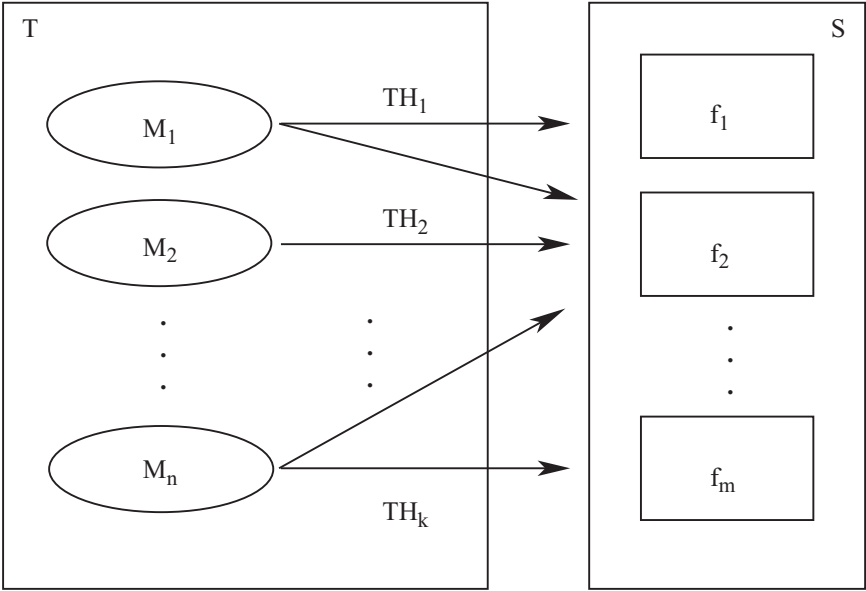 T
S
TH₁
M₁
f₁
TH₂
M₂
f₂
Mₙ
fₘ
THₖ